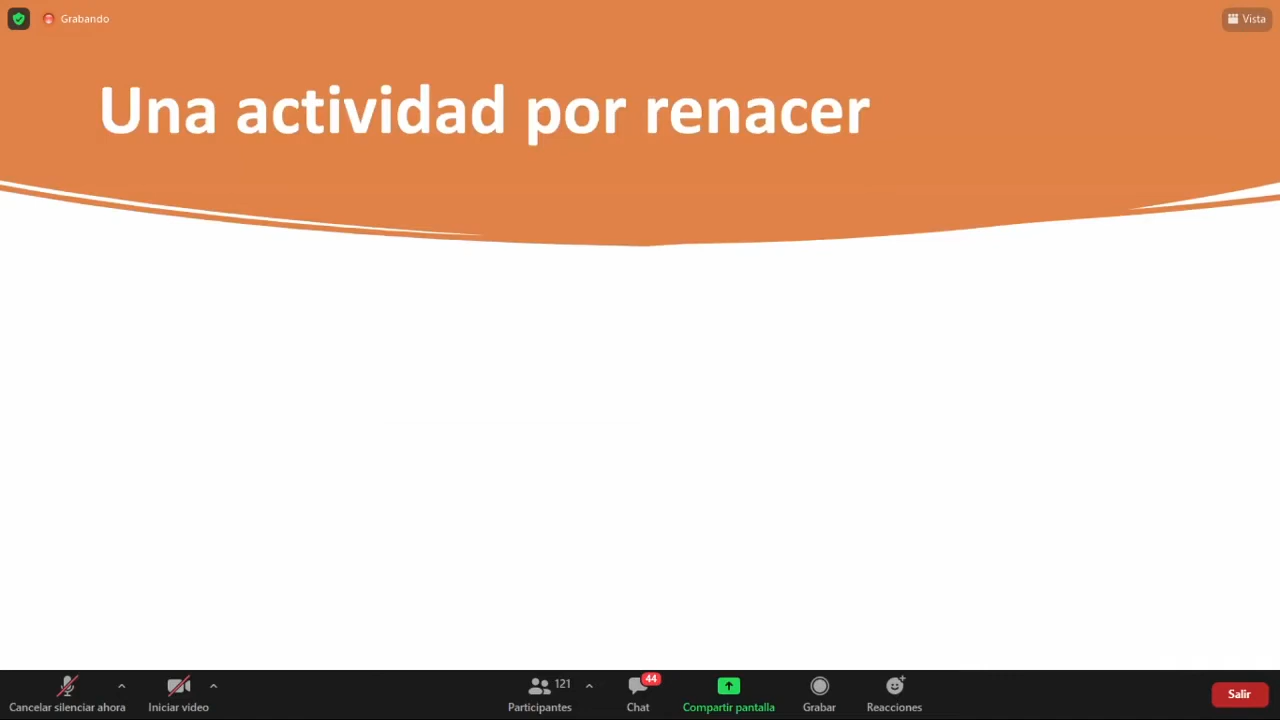 Grabando
Vista
Una actividad por renacer
121
44
Cancelar silenciar ahora
Iniciar video
Participantes
Chat
Compartir pantalla
Grabar
Reacciones
Salir